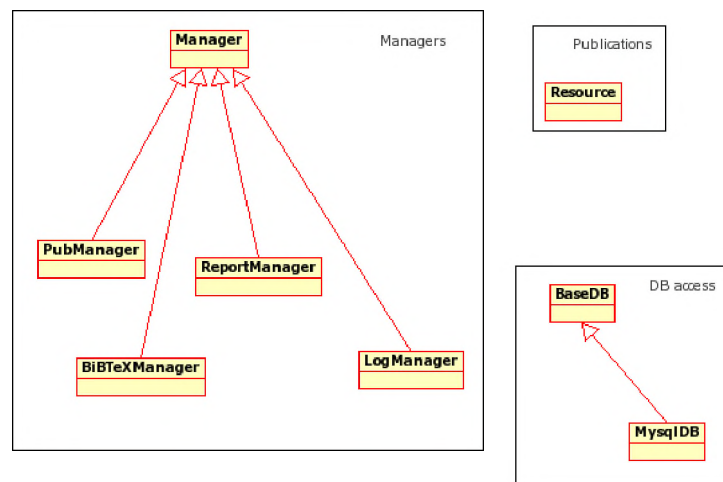 Manager
Managers
PubManager
ReportManager
BiBTeXManager
LogManager
Publications
Resource
DB access
BaseDB
MysqlDB